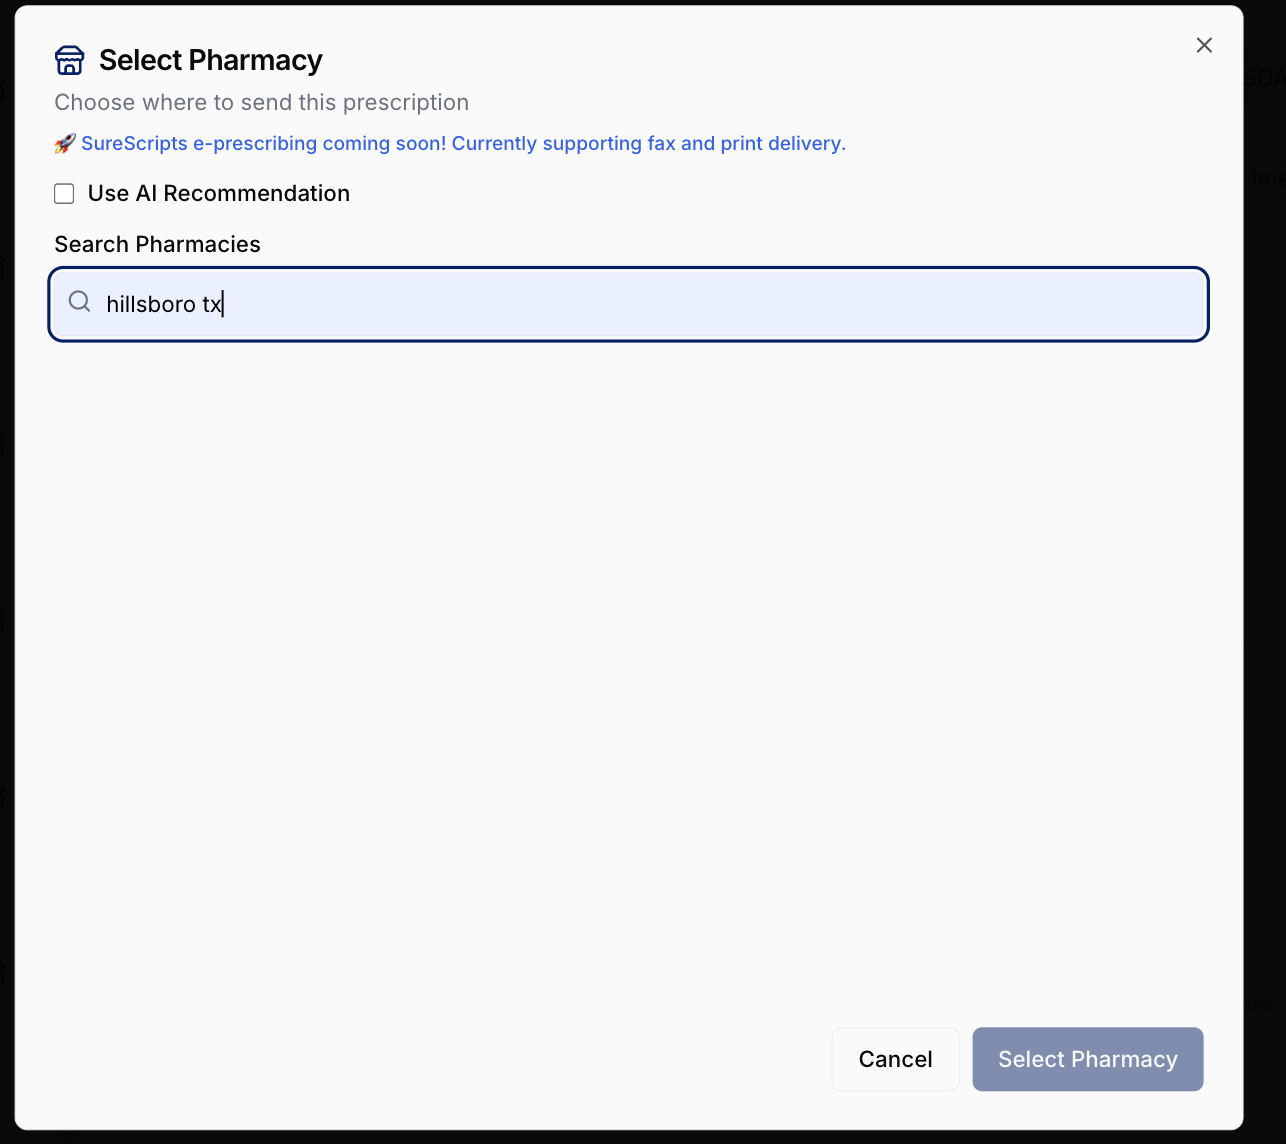 Select Pharmacy
Choose where to send this prescription
🚀 SureScripts e-prescribing coming soon! Currently supporting fax and print delivery.
Use AI Recommendation
Search Pharmacies
hillsboro tx
Cancel
Select Pharmacy